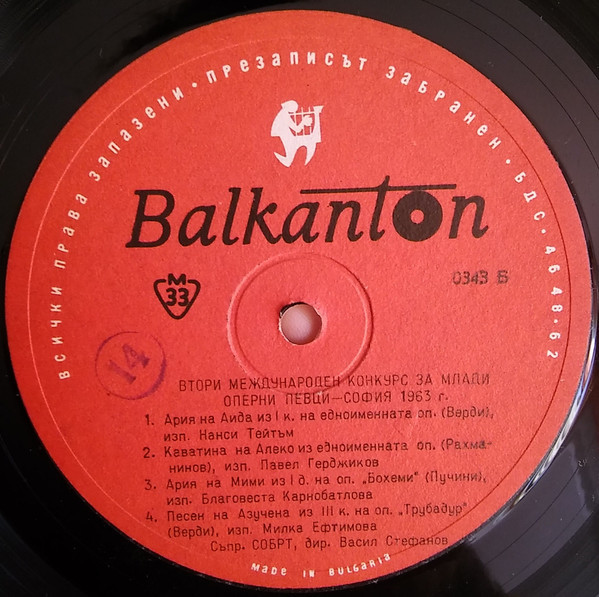 ВСИЧКИ ПРАВА ЗАПАЗЕНИ · ПРЕЗАПИСЪТ ЗАБРАНЕН · БДС · 4648-62
Balkanton
М
33
0343 Б
14
ВТОРИ МЕЖДУНАРОДЕН КОНКУРС ЗА МЛАДИ
ОПЕРНИ ПЕВЦИ—СОФИЯ 1963 г.
1. Ария на Аида из I к. на едноименната оп. (Верди),
изп. Нанси Тейтъм
2. Каватина на Алеко из едноименната оп. (Рахма-
нинов), изп. Павел Герджиков
3. Ария на Мими из I д. на оп. „Бохеми" (Пучини),
изп. Благовеста Карнобатлова
4. Песен на Азучена из III к. на оп. „Трубадур"
(Верди), изп. Милка Ефтимова
Съпр. СОБРТ, дир. Васил Стефанов
MADE IN BULGARIA